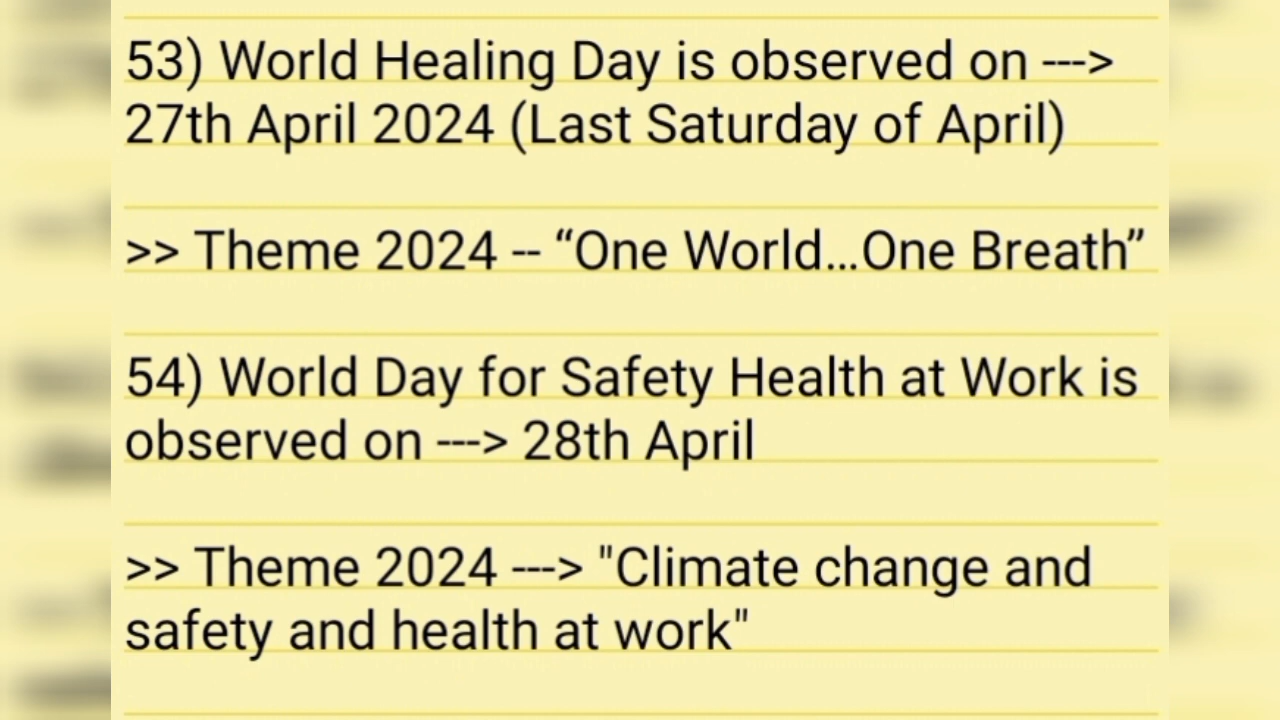 53) World Healing Day is observed on --->
27th April 2024 (Last Saturday of April)
>> Theme 2024 -- “One World...One Breath”
54) World Day for Safety Health at Work is
observed on ---> 28th April
>> Theme 2024 ---> "Climate change and
safety and health at work"